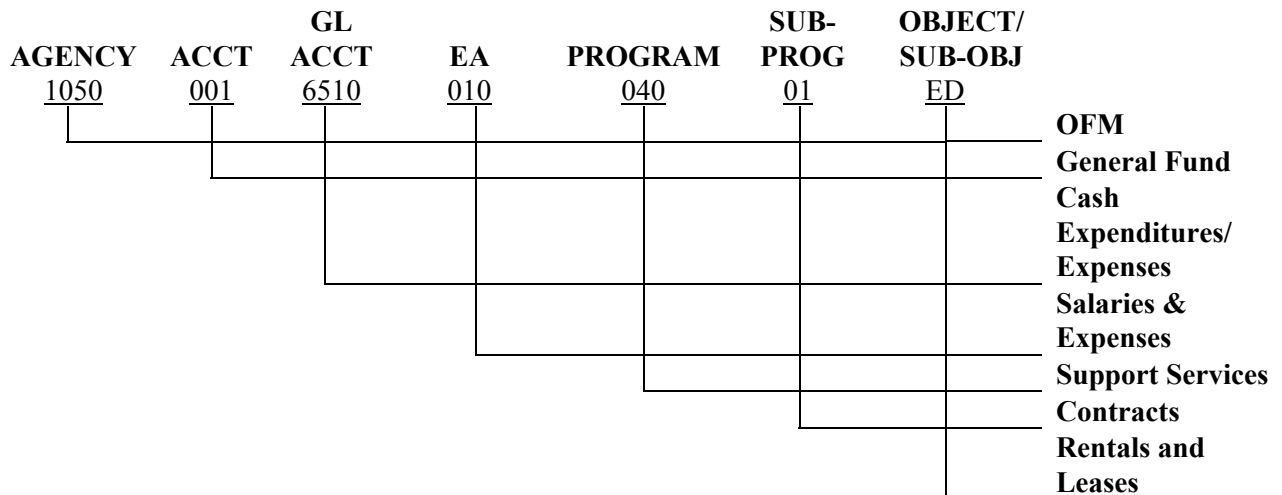 GL SUB- OBJECT/
AGENCY ACCT ACCT EA PROGRAM PROG SUB-OBJ
1050 001 6510 010 040 01 ED
OFM
General Fund
Cash
Expenditures/
Expenses
Salaries &
Expenses
Support Services
Contracts
Rentals and
Leases